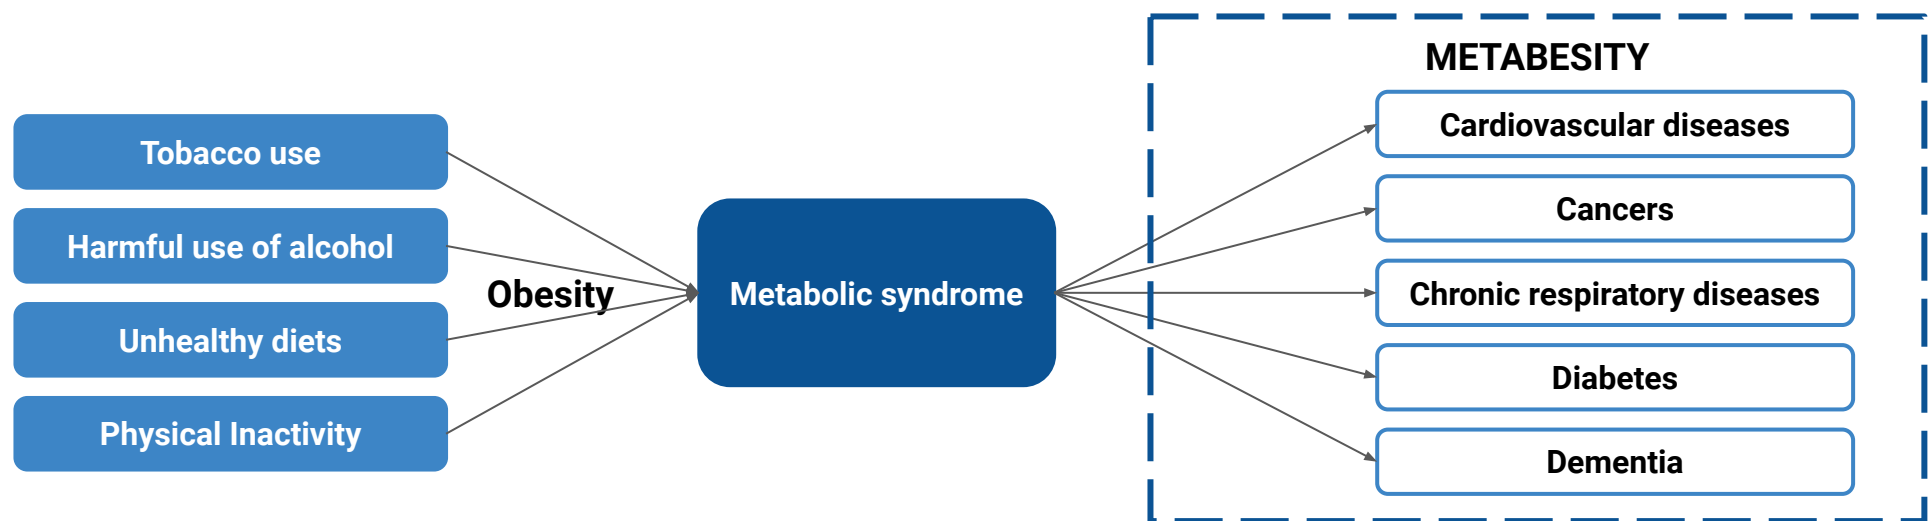 METABESITY
Tobacco use
Harmful use of alcohol
Unhealthy diets
Physical Inactivity
Obesity
Metabolic syndrome
Cardiovascular diseases
Cancers
Chronic respiratory diseases
Diabetes
Dementia